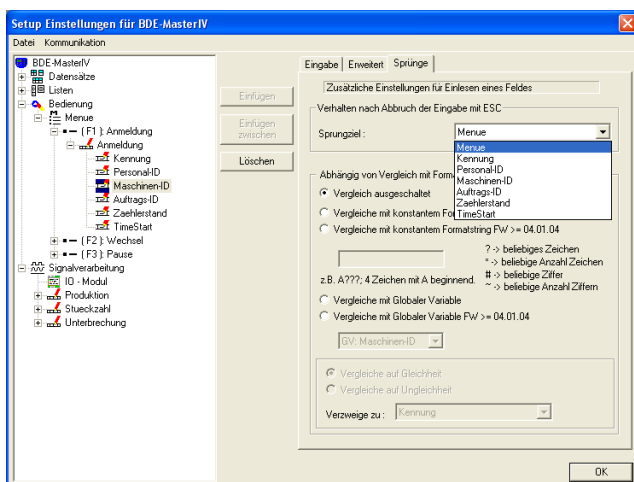 Setup Einstellungen für BDE-MasterIV
Datei Kommunikation
BDE-MasterIV
Datensätze
Listen
Bedienung
Menue
( F1 ): Anmeldung
Anmeldung
Kennung
Personal-ID
Maschinen-ID
Auftrags-ID
Zaehlerstand
TimeStart
( F2 ): Wechsel
( F3 ): Pause
Signalverarbeitung
IO - Modul
Produktion
Stueckzahl
Unterbrechung
Einfügen
Einfügen
zwischen
Löschen
Eingabe Erweitert Sprünge
Zusätzliche Einstellungen für Einlesen eines Feldes
Verhalten nach Abbruch der Eingabe mit ESC
Sprungziel : Menue
Menue
Kennung
Personal-ID
Maschinen-ID
Auftrags-ID
Zaehlerstand
TimeStart
Abhängig von Vergleich mit
Vergleich ausgeschaltet
Vergleiche mit konstantem
Vergleiche mit konstantem Formatstring FW >= 04.01.04
? -> beliebiges Zeichen
* -> beliebige Anzahl Zeichen
# -> beliebige Ziffer
~ -> beliebige Anzahl Ziffern
z.B. A???; 4 Zeichen mit A beginnend.
Vergleiche mit Globaler Variable
Vergleiche mit Globaler Variable FW >= 04.01.04
GV: Maschinen-ID
Vergleiche auf Gleichheit
Vergleiche auf Ungleichheit
Verzweige zu : Kennung
OK